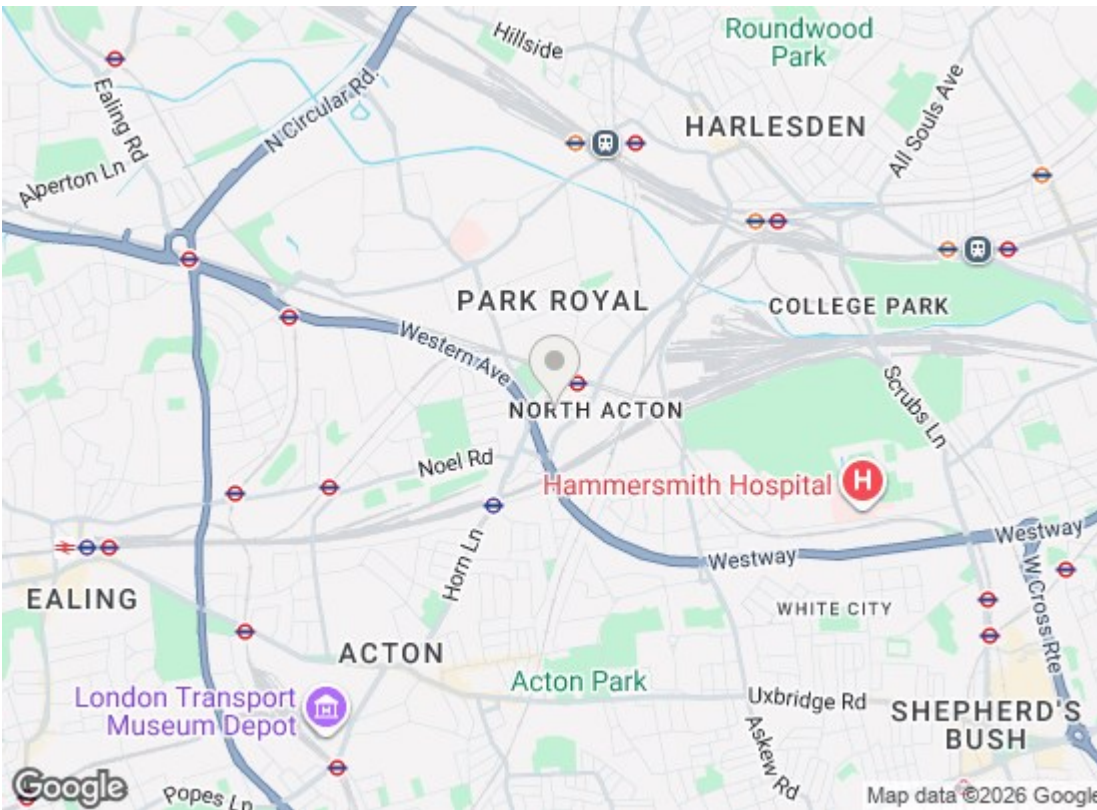 Roundwood
Park
Hillside
HARLESDEN
All Souls Ave
N Circular Rd.
Ealing Rd
Alperton Ln
PARK ROYAL
COLLEGE PARK
Western Ave
NORTH ACTON
Scrubs Ln
Noel Rd
Hammersmith Hospital
H
Westway
Westway
Horn Ln
W Cross Rte
EALING
WHITE CITY
ACTON
Acton Park
London Transport
Museum Depot
Uxbridge Rd
SHEPHERD'S
BUSH
Askew Rd
Popes Ln
Google
Map data ©2026 Google